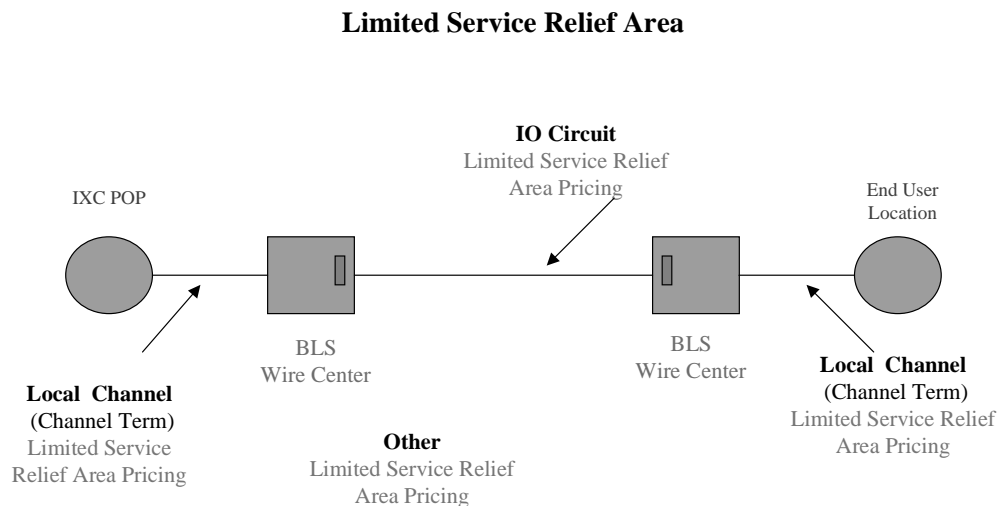 Limited Service Relief Area
IO Circuit
Limited Service Relief
Area Pricing
IXC POP
End User
Location
BLS
Wire Center
BLS
Wire Center
Local Channel
(Channel Term)
Limited Service
Relief Area Pricing
Local Channel
(Channel Term)
Limited Service Relief
Area Pricing
Other
Limited Service Relief
Area Pricing